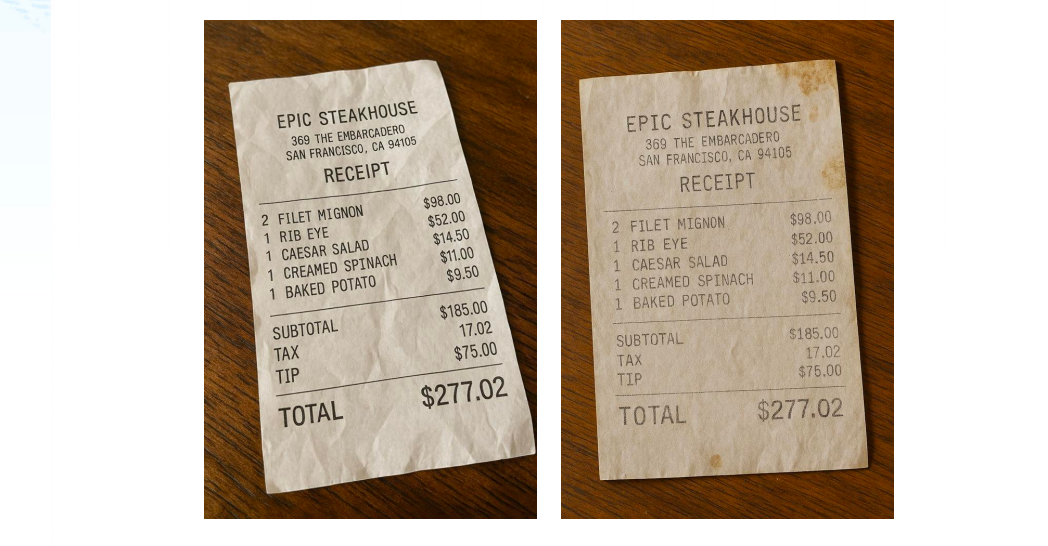 EPIC STEAKHOUSE
369 THE EMBARCADERO
SAN FRANCISCO, CA 94105
RECEIPT
2 FILET MIGNON $98.00
1 RIB EYE $52.00
1 CAESAR SALAD $14.50
1 CREAMED SPINACH $11.00
1 BAKED POTATO $9.50
SUBTOTAL $185.00
TAX 17.02
TIP $75.00
TOTAL $277.02
EPIC STEAKHOUSE
369 THE EMBARCADERO
SAN FRANCISCO, CA 94105
RECEIPT
2 FILET MIGNON $98.00
1 RIB EYE $52.00
1 CAESAR SALAD $14.50
1 CREAMED SPINACH $11.00
1 BAKED POTATO $9.50
SUBTOTAL $185.00
TAX 17.02
TIP $75.00
TOTAL $277.02